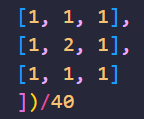 [1, 1, 1],
[1, 2, 1],
[1, 1, 1]
])/40